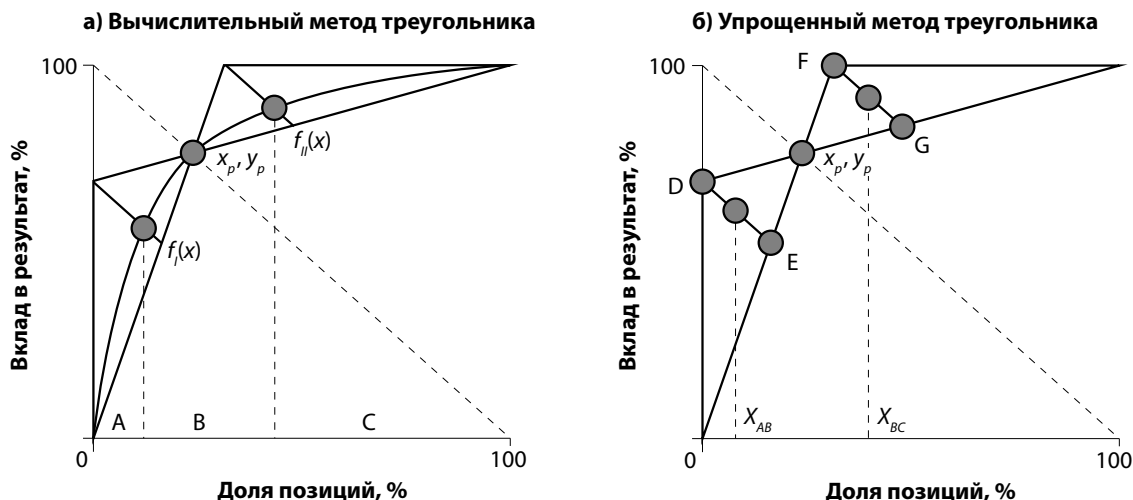 а) Вычислительный метод треугольника
100
Вклад в результат, %
x_p, y_p
f_II(x)
f_I(x)
A
B
C
0
100
Доля позиций, %
б) Упрощенный метод треугольника
100
Вклад в результат, %
F
G
x_p, y_p
D
E
X_AB
X_BC
0
100
Доля позиций, %